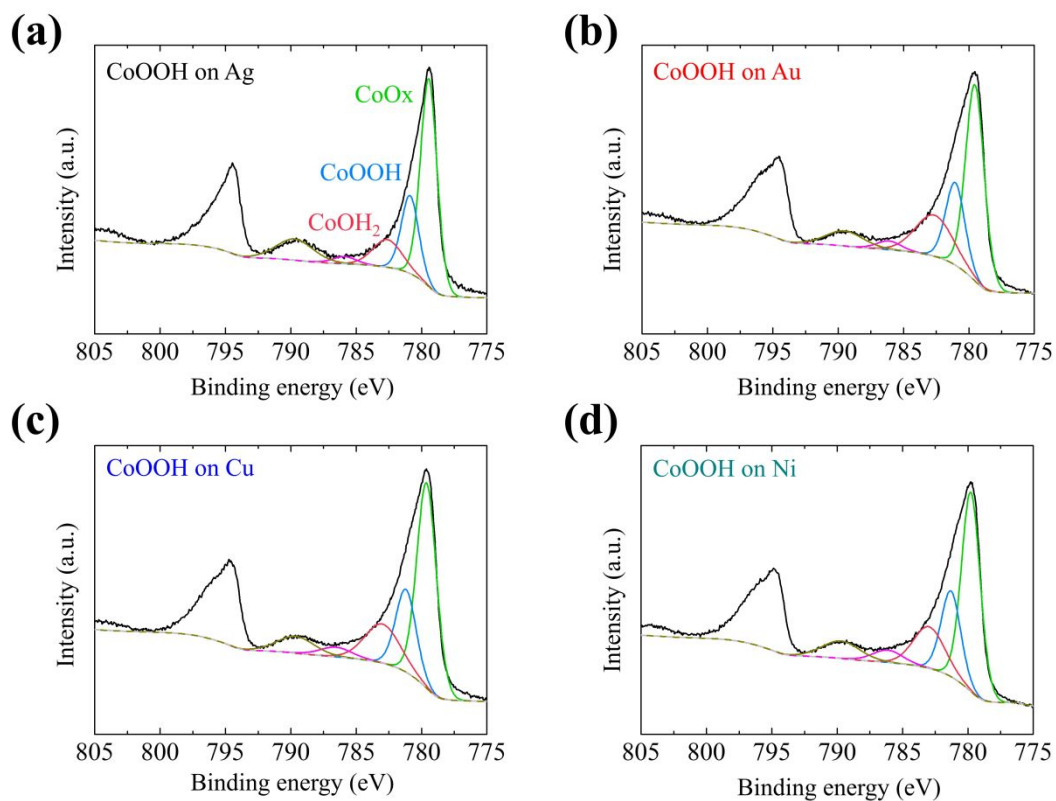 (a)
CoOOH on Ag
CoOx
CoOOH
CoOH2
Intensity (a.u.)
805 800 795 790 785 780 775
Binding energy (eV)
(b)
CoOOH on Au
Intensity (a.u.)
805 800 795 790 785 780 775
Binding energy (eV)
(c)
CoOOH on Cu
Intensity (a.u.)
805 800 795 790 785 780 775
Binding energy (eV)
(d)
CoOOH on Ni
Intensity (a.u.)
805 800 795 790 785 780 775
Binding energy (eV)